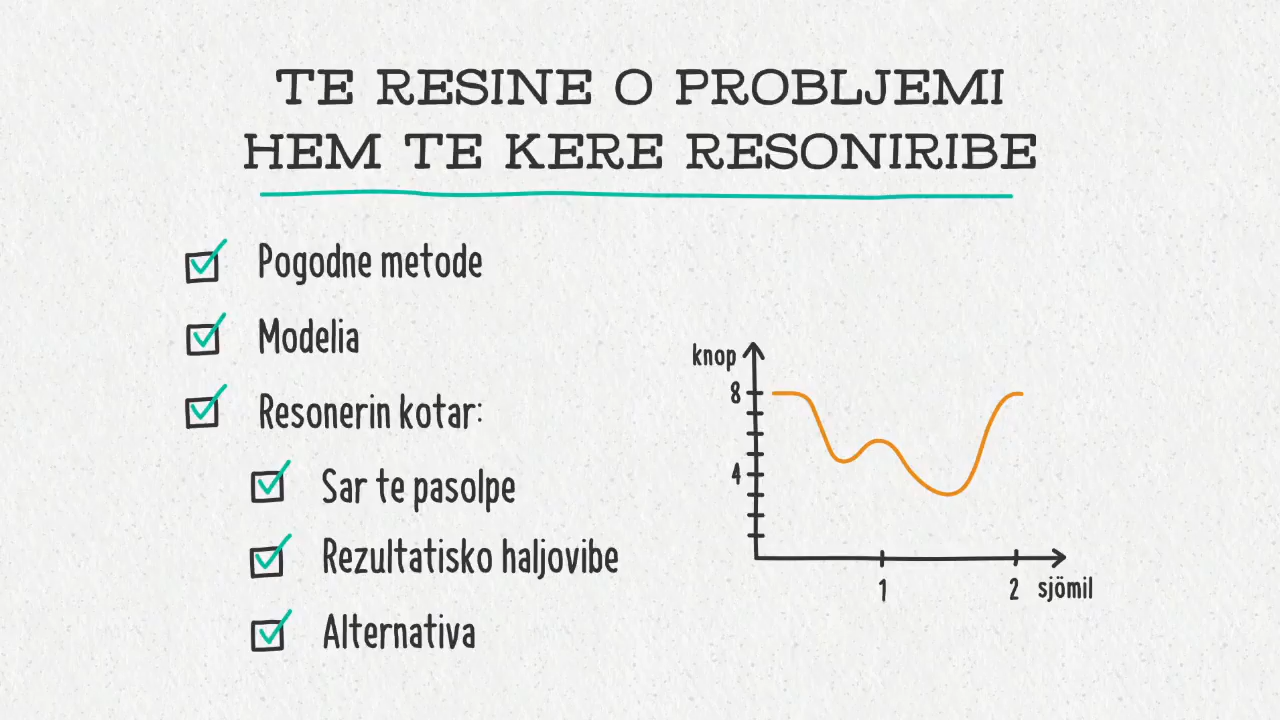 TE RESINE O PROBLJEMI
HEM TE KERE RESONIRIBE
Pogodne metode
Modelia
Resonerin kotar:
Sar te pasolpe
Rezultatisko haljovibe
Alternativa
knop
8
4
1
2
sjömil